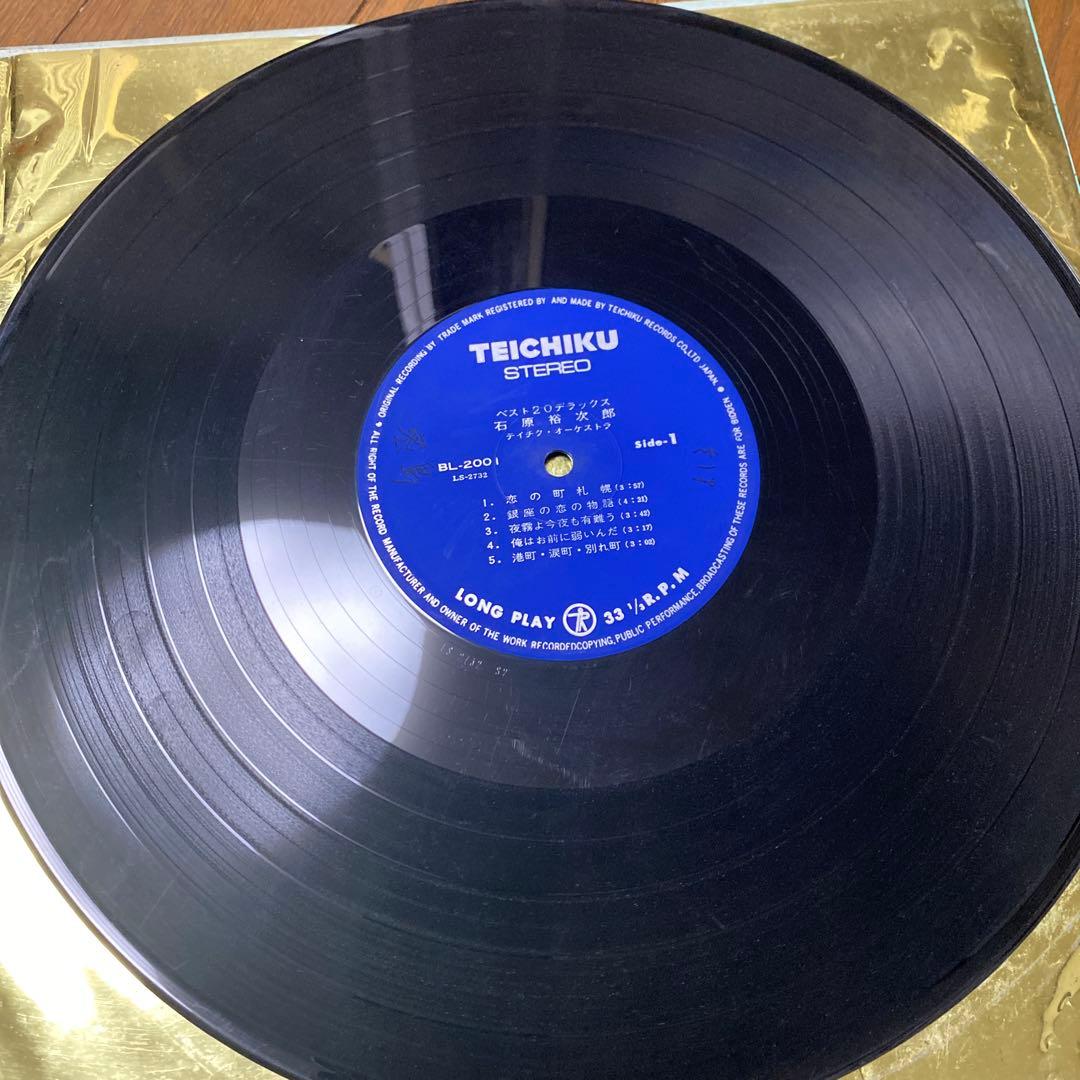 ORIGINAL RECORDING BY TRADE MARK REGISTERED BY AND MADE BY TEICHIKU RECORDS CO.,LTD JAPAN.
TEICHIKU
STEREO
ベスト20デラックス
石原裕次郎
テイチク・オーケストラ
Side-1
BL-2001
LS-2732
1. 恋の町札幌(3:57)
2. 銀座の恋の物語(4:21)
3. 夜霧よ今夜も有難う(3:42)
4. 俺はお前に弱いんだ(3:17)
5. 港町・涙町・別れ町(3:02)
LONG PLAY 33 1/3 R.P.M
ALL RIGHT OF THE RECORD MANUFACTURER AND OWNER OF THE WORK RECORDEDCOPYING, PUBLIC PERFORMANCE, BROADCASTING OF THESE RECORDS ARE FOR BIDDEN